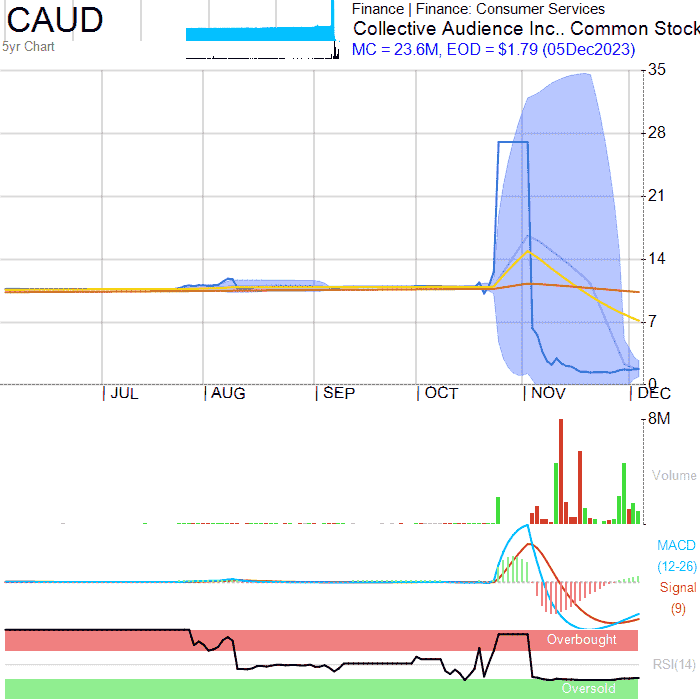 CAUD
5yr Chart
Finance | Finance: Consumer Services
Collective Audience Inc.. Common Stock
MC = 23.6M, EOD = $1.79 (05Dec2023)
35
28
21
14
7
0
JUL AUG SEP OCT NOV DEC
8M
Volume
MACD
(12-26)
Signal
(9)
Overbought
RSI(14)
Oversold